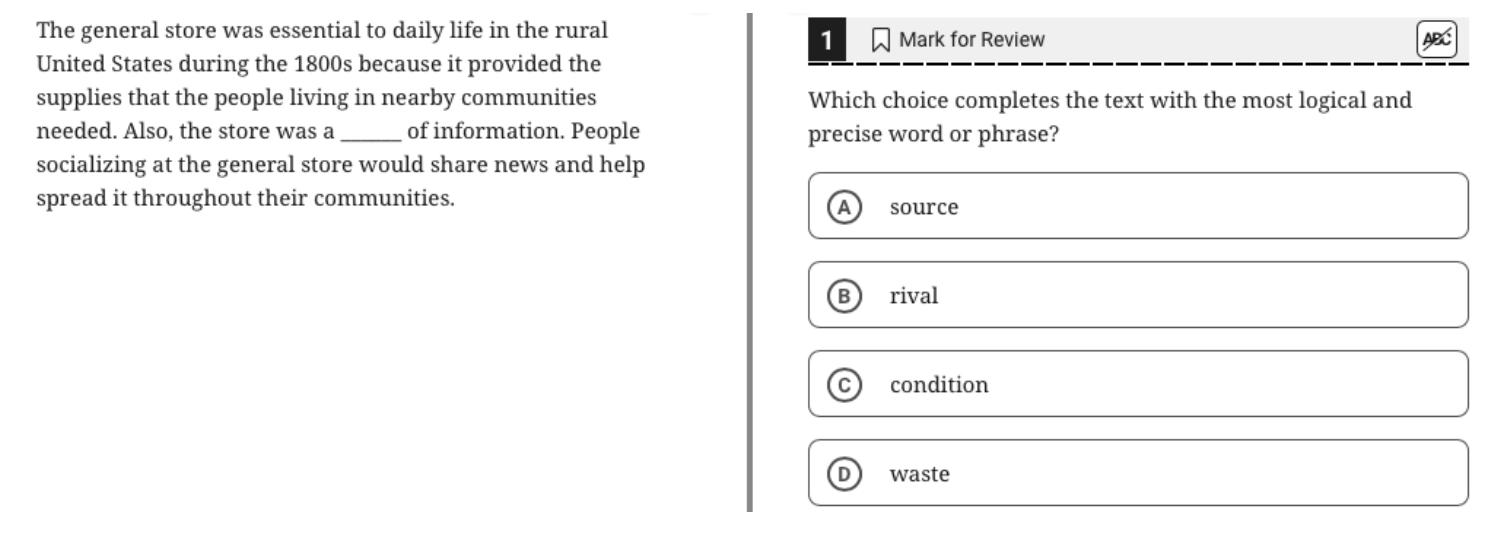 The general store was essential to daily life in the rural
United States during the 1800s because it provided the
supplies that the people living in nearby communities
needed. Also, the store was a ______ of information. People
socializing at the general store would share news and help
spread it throughout their communities.
1 Mark for Review ABC
Which choice completes the text with the most logical and
precise word or phrase?
A source
B rival
C condition
D waste